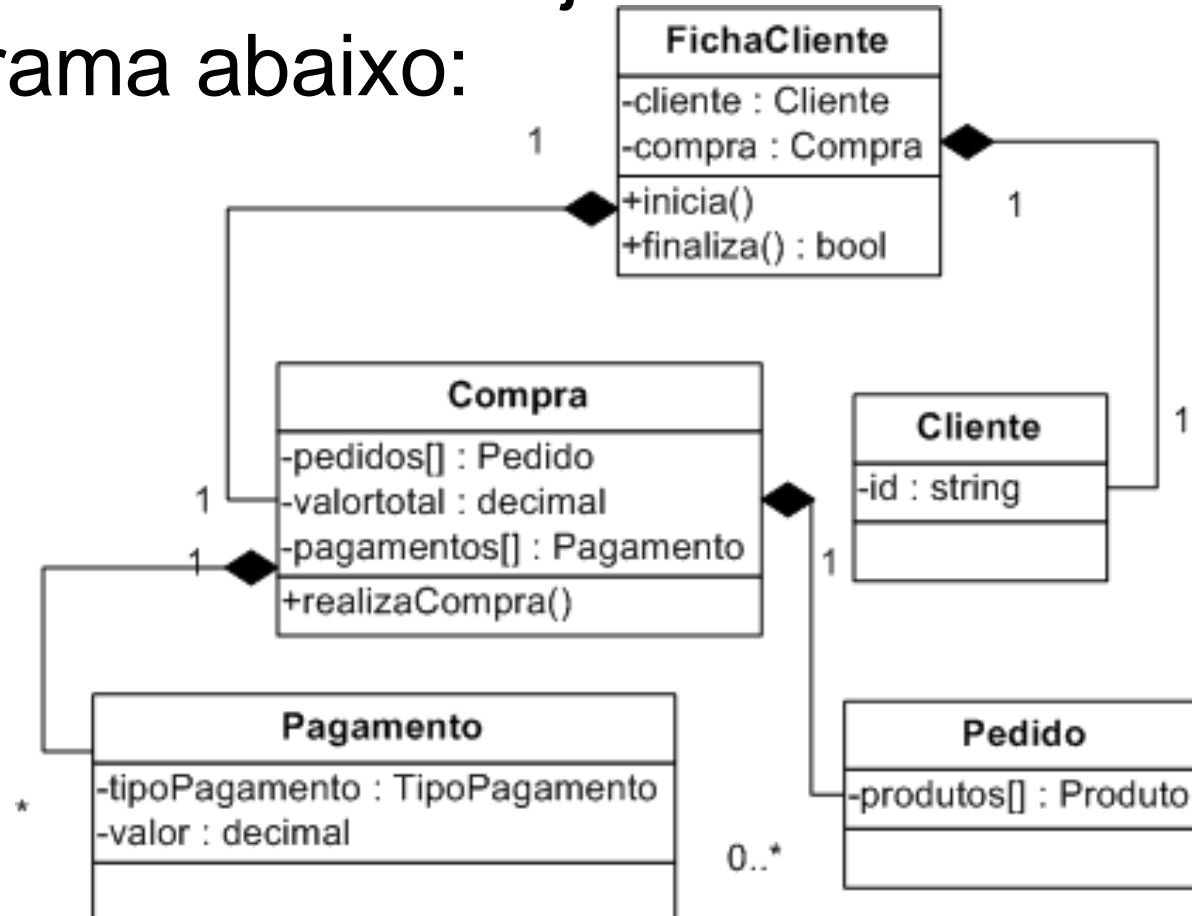 rama abaixo:
FichaCliente
-cliente : Cliente
-compra : Compra
+inicia()
+finaliza() : bool
1
1
Compra
-pedidos[] : Pedido
-valortotal : decimal
-pagamentos[] : Pagamento
+realizaCompra()
1
1
1
Cliente
-id : string
1
Pagamento
-tipoPagamento : TipoPagamento
-valor : decimal
*
Pedido
-produtos[] : Produto
0..*